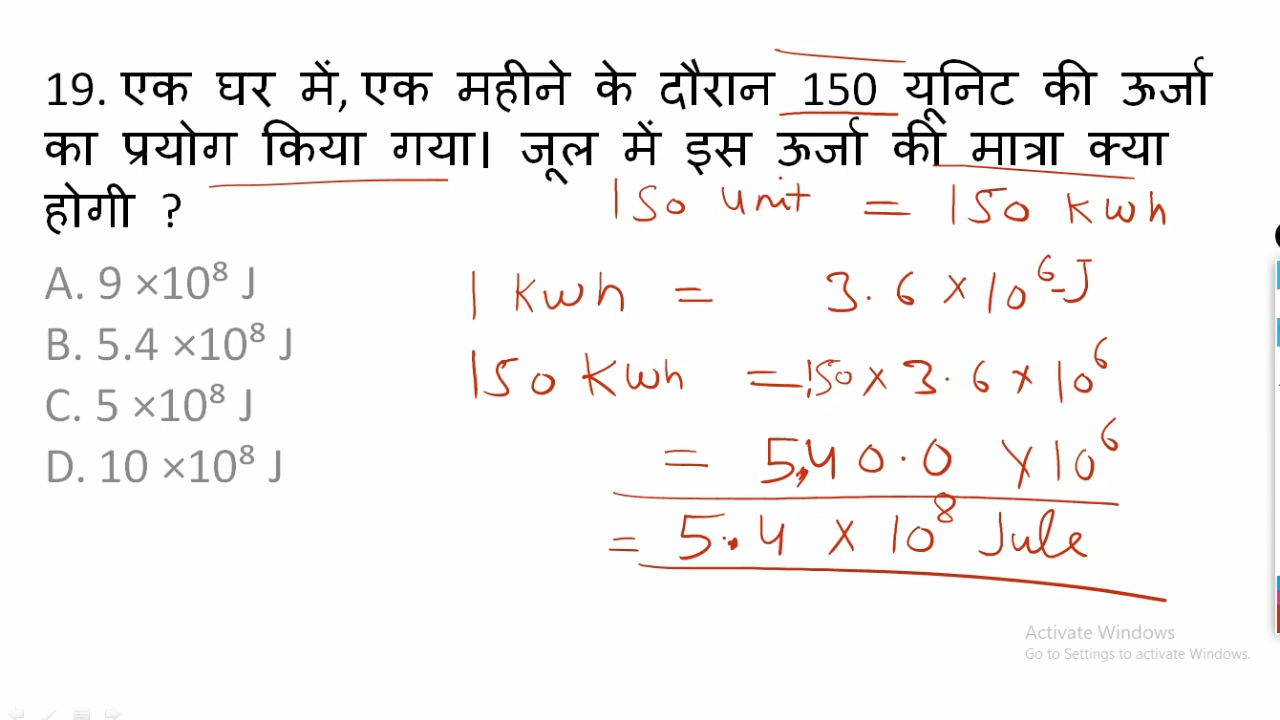 19. एक घर में, एक महीने के दौरान 150 यूनिट की ऊर्जा
का प्रयोग किया गया। जूल में इस ऊर्जा की मात्रा क्या
होगी ?
150 unit = 150 kwh
A. 9 ×10⁸ J
1 kwh = 3.6 × 10⁶ J
B. 5.4 ×10⁸ J
150 kwh = 150 × 3.6 × 10⁶
C. 5 ×10⁸ J
= 5.40.0 × 10⁶
D. 10 ×10⁸ J
= 5.4 × 10⁸ Jule
Activate Windows
Go to Settings to activate Windows.